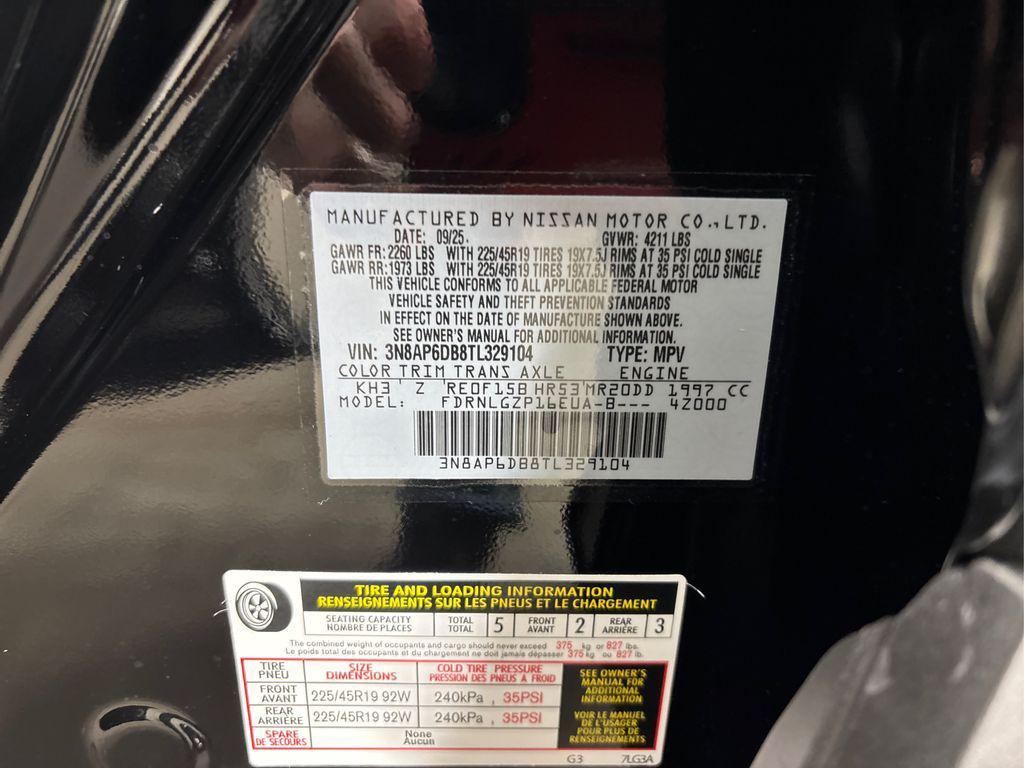 MANUFACTURED BY NISSAN MOTOR CO.,LTD.
DATE: 09/25. GVWR: 4211 LBS
GAWR FR: 2260 LBS WITH 225/45R19 TIRES 19X7.5J RIMS AT 35 PSI COLD SINGLE
GAWR RR: 1973 LBS WITH 225/45R19 TIRES 19X7.5J RIMS AT 35 PSI COLD SINGLE
THIS VEHICLE CONFORMS TO ALL APPLICABLE FEDERAL MOTOR
VEHICLE SAFETY AND THEFT PREVENTION STANDARDS
IN EFFECT ON THE DATE OF MANUFACTURE SHOWN ABOVE.
SEE OWNER'S MANUAL FOR ADDITIONAL INFORMATION.
VIN: 3N8AP6DB8TL329104 TYPE: MPV
COLOR TRIM TRANS AXLE ENGINE
KH3 ' Z ' RE0F15B HR53'MR20DD 1997 CC
MODEL: FDRNLGZP16EUA-B--- 4Z000
3N8AP6DB8TL329104
TIRE AND LOADING INFORMATION
RENSEIGNEMENTS SUR LES PNEUS ET LE CHARGEMENT
SEATING CAPACITY TOTAL 5 FRONT 2 REAR 3
NOMBRE DE PLACES TOTAL AVANT ARRIÈRE
The combined weight of occupants and cargo should never exceed 375 kg or 827 lbs.
Le poids total des occupants et du chargement ne doit jamais dépasser 375 kg ou 827 lb.
TIRE SIZE COLD TIRE PRESSURE
PNEU DIMENSIONS PRESSION DES PNEUS À FROID
FRONT
AVANT 225/45R19 92W 240kPa , 35PSI
REAR
ARRIÈRE 225/45R19 92W 240kPa , 35PSI
SPARE None
DE SECOURS Aucun
SEE OWNER'S
MANUAL FOR
ADDITIONAL
INFORMATION
VOIR LE MANUEL
DE L'USAGER
POUR PLUS DE
RENSEIGNEMENTS
G3 7LG3A